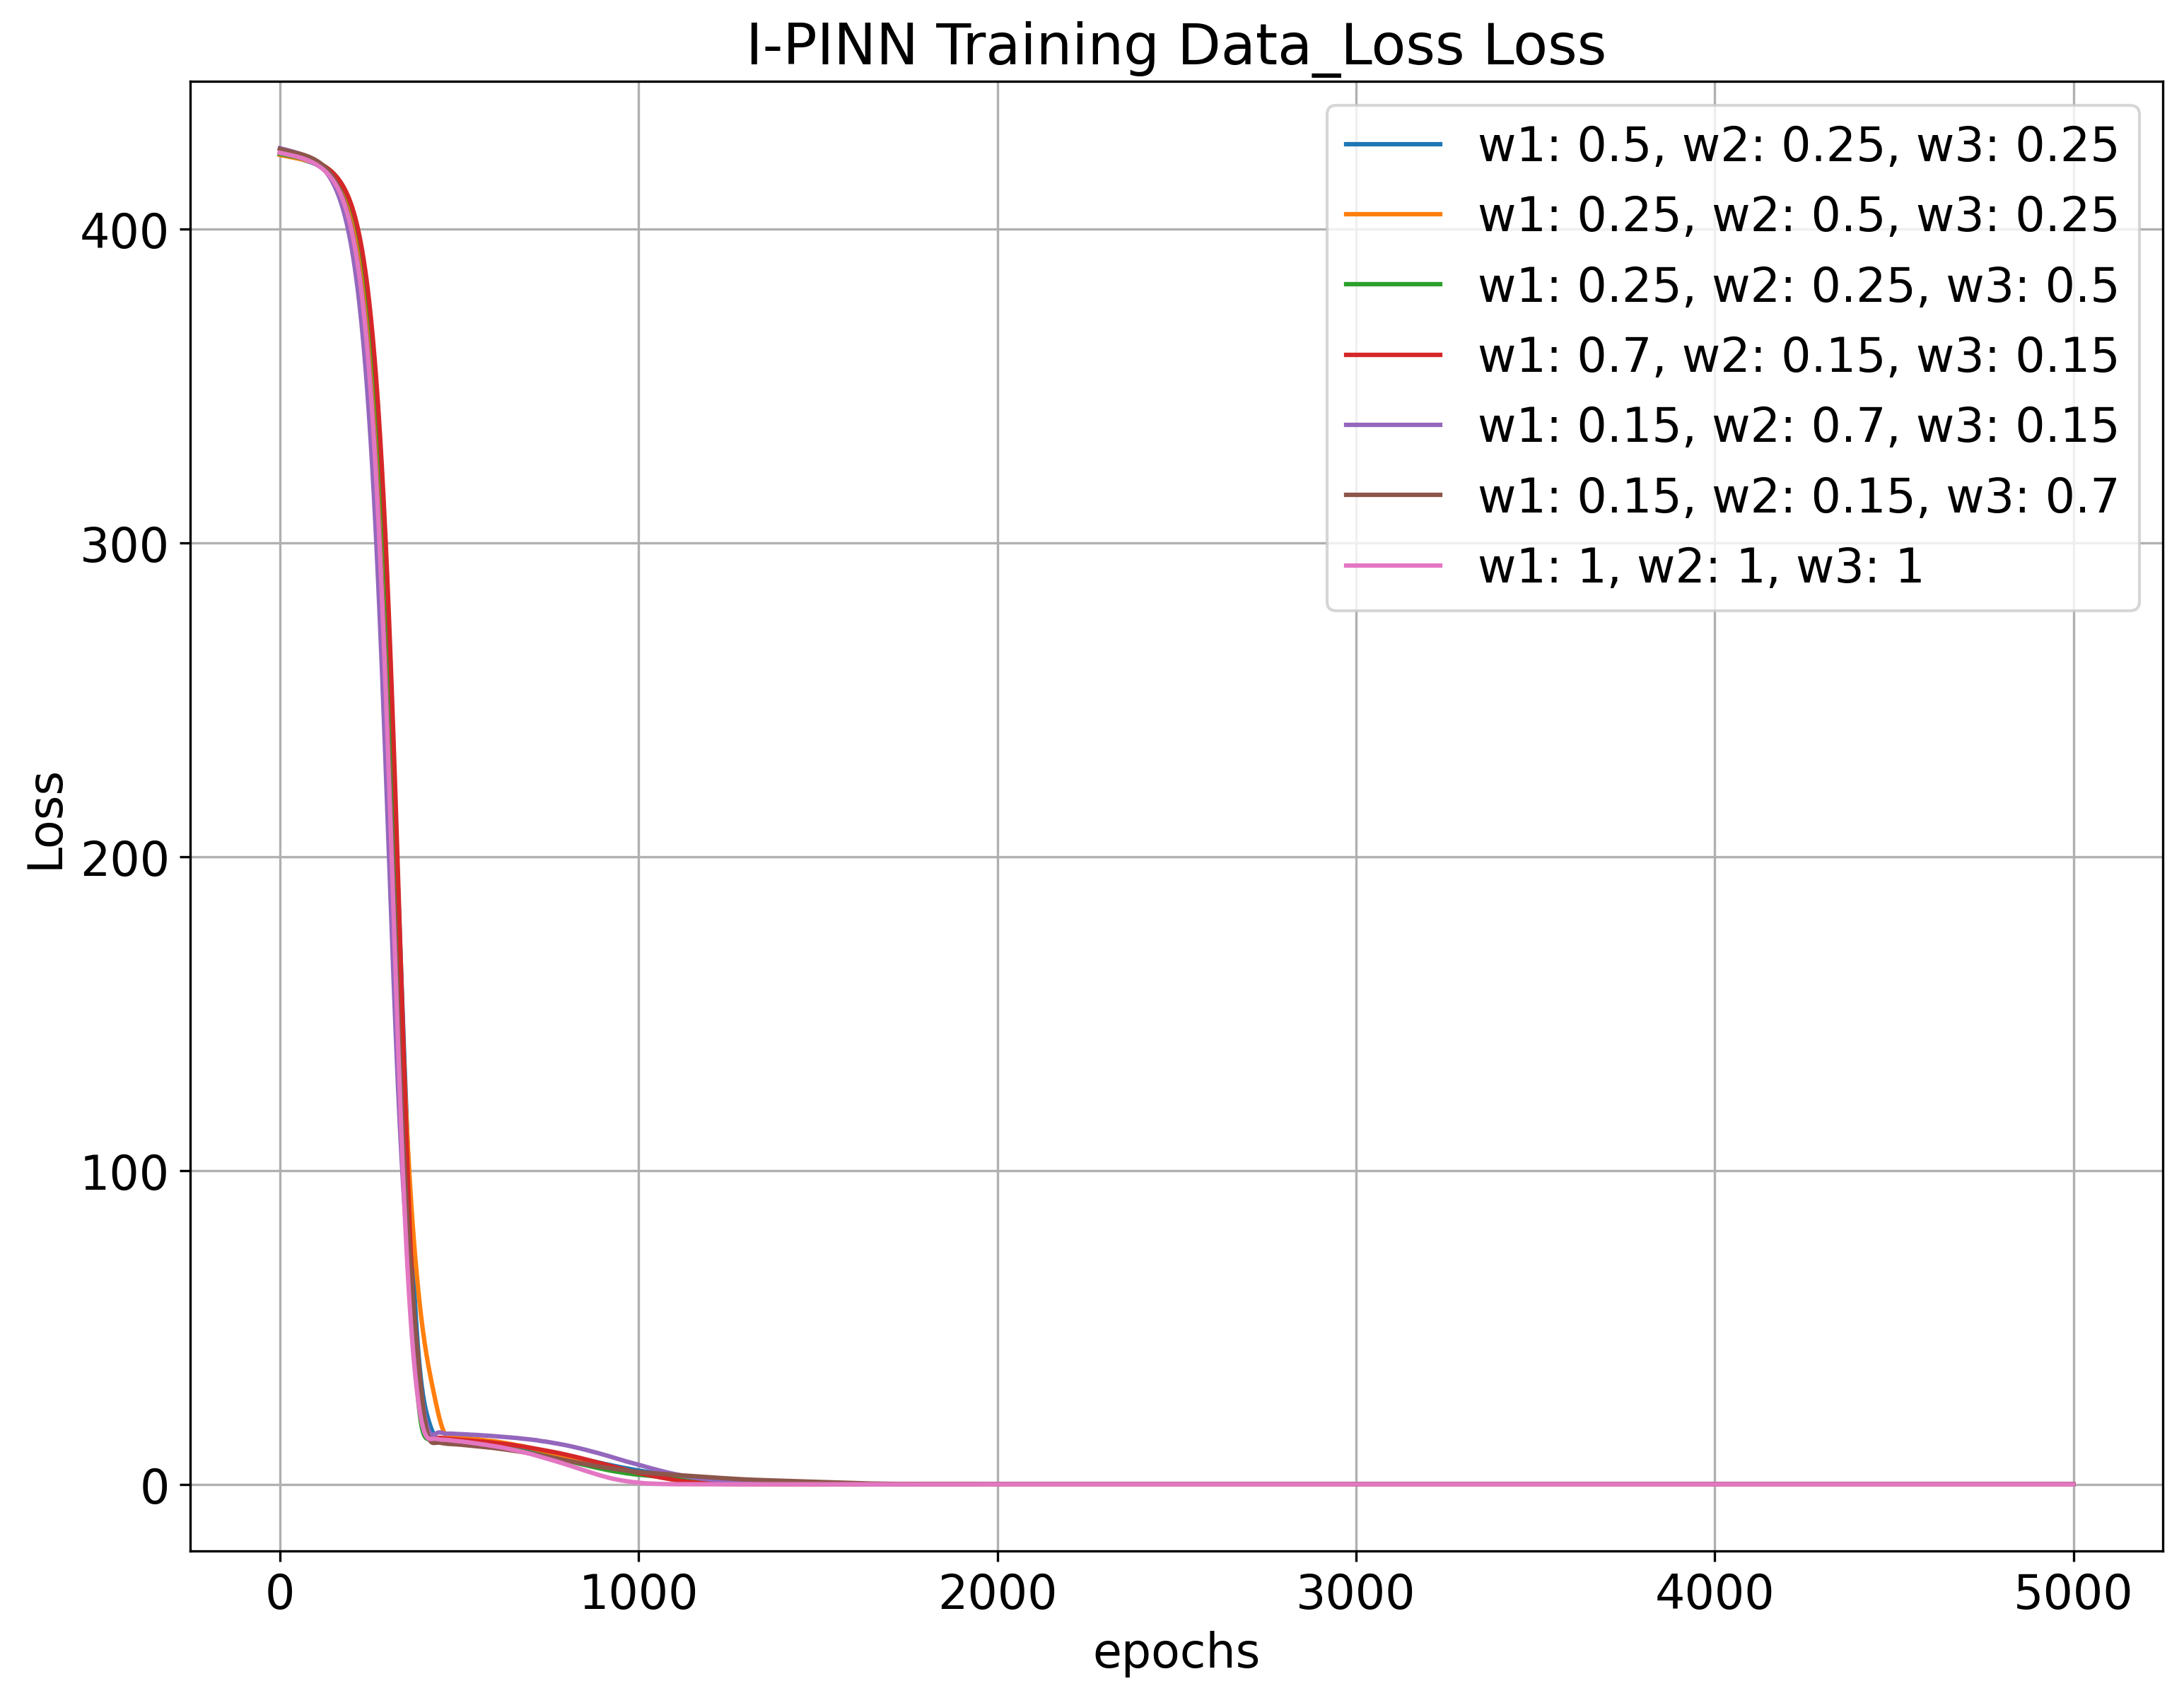 I-PINN Training Data_Loss Loss
w1: 0.5, w2: 0.25, w3: 0.25
w1: 0.25, w2: 0.5, w3: 0.25
w1: 0.25, w2: 0.25, w3: 0.5
w1: 0.7, w2: 0.15, w3: 0.15
w1: 0.15, w2: 0.7, w3: 0.15
w1: 0.15, w2: 0.15, w3: 0.7
w1: 1, w2: 1, w3: 1
400
300
200
100
0
Loss
0 1000 2000 3000 4000 5000
epochs